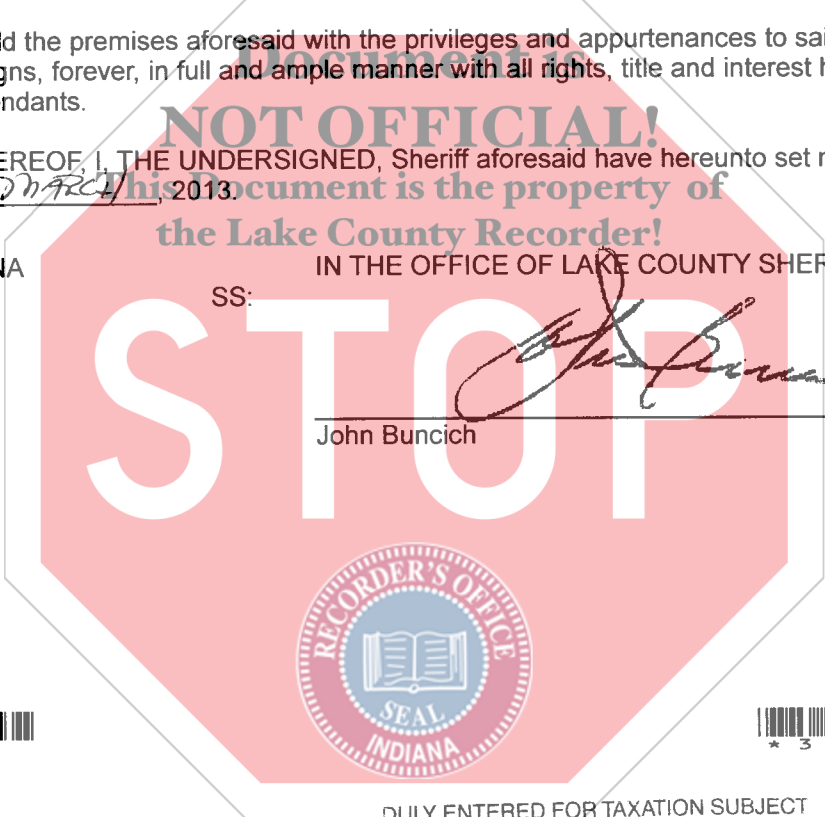 Document is
d the premises aforesaid with the privileges and appurtenances to sai
gns, forever, in full and ample manner with all rights, title and interest h
ndants.
NOT OFFICIAL!
EREOF, I, THE UNDERSIGNED, Sheriff aforesaid have hereunto set m
MARCH, 2013.
This Document is the property of
the Lake County Recorder!
NA
IN THE OFFICE OF LAKE COUNTY SHER
SS:
STOP
John Buncich
RECORDER'S OFFICE
SEAL
INDIANA
* 3
DULY ENTERED FOR TAXATION SUBJECT